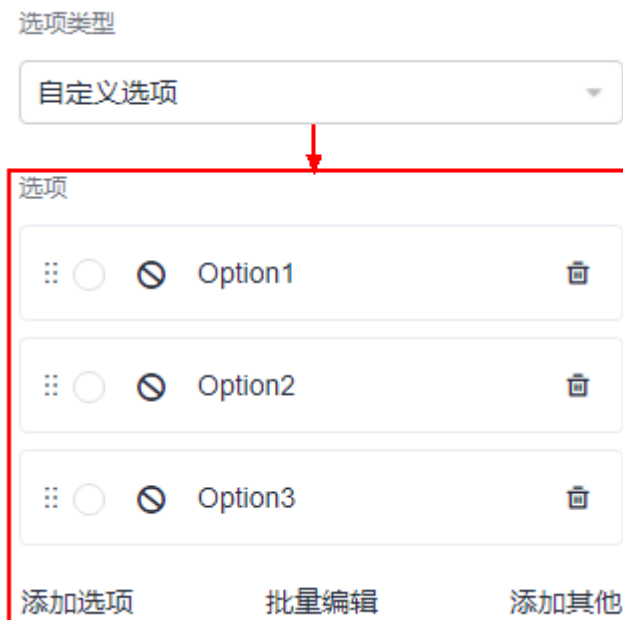 选项类型
自定义选项
选项
Option1
Option2
Option3
添加选项 批量编辑 添加其他